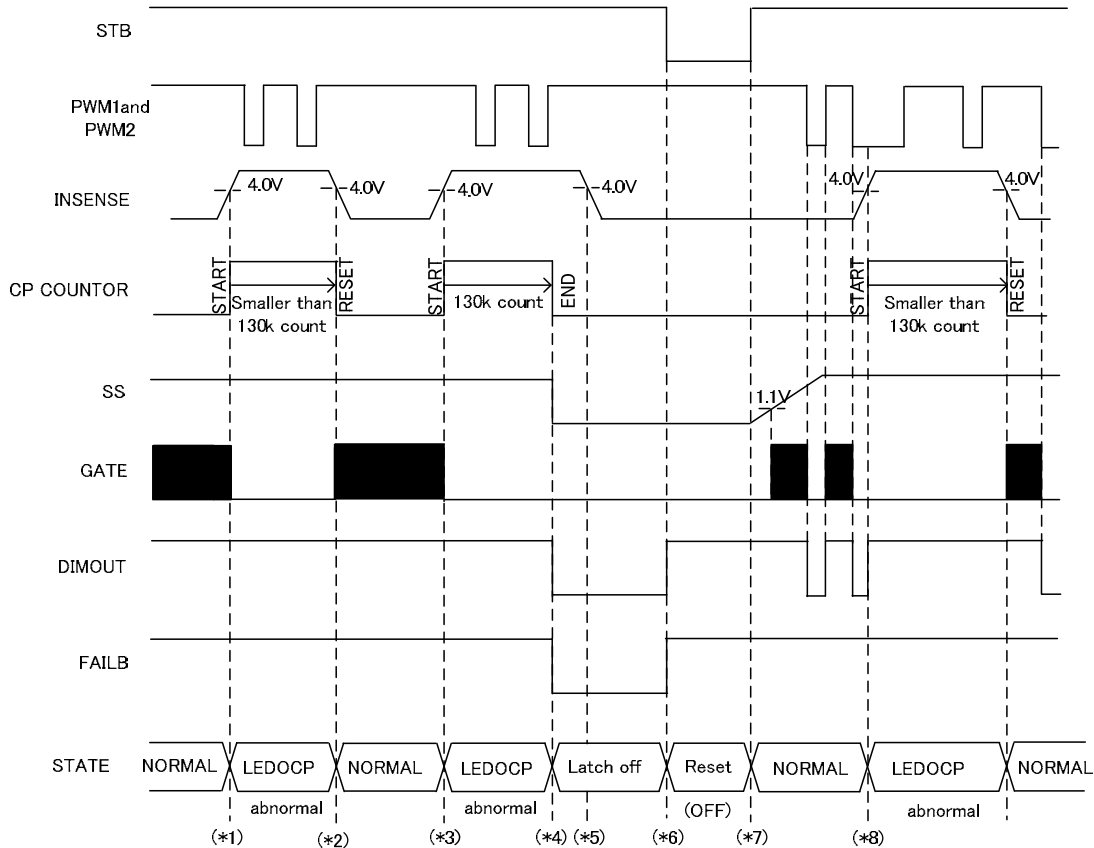 STB
PWM1and
PWM2
INSENSE
4.0V
4.0V
4.0V
4.0V
4.0V
4.0V
CP COUNTOR
START
Smaller than
130k count
RESET
START
130k count
END
START
Smaller than
130k count
RESET
SS
1.1V
GATE
DIMOUT
FAILB
STATE
NORMAL
LEDOCP
NORMAL
LEDOCP
Latch off
Reset
NORMAL
LEDOCP
NORMAL
abnormal
abnormal
(OFF)
abnormal
(*1)
(*2)
(*3)
(*4)
(*5)
(*6)
(*7)
(*8)